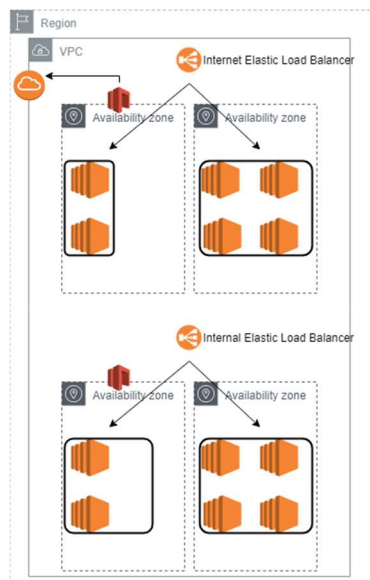 Region
VPC
Internet Elastic Load Balancer
Availability zone
Availability zone
Internal Elastic Load Balancer
Availability zone
Availability zone